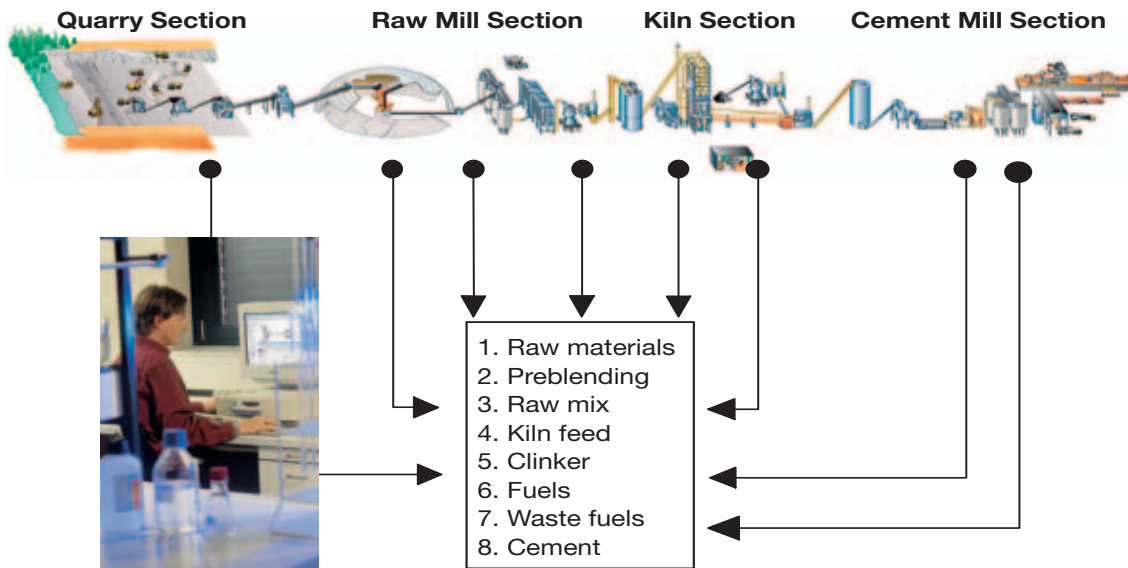 Quarry Section
Raw Mill Section
Kiln Section
Cement Mill Section
1. Raw materials
2. Preblending
3. Raw mix
4. Kiln feed
5. Clinker
6. Fuels
7. Waste fuels
8. Cement